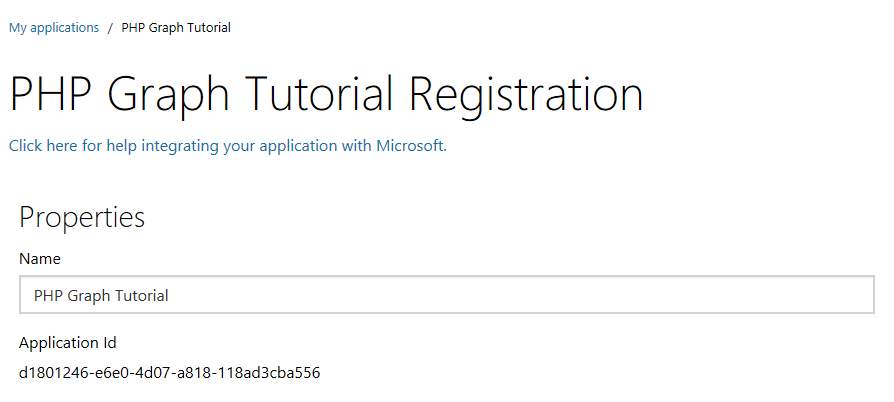 My applications / PHP Graph Tutorial
PHP Graph Tutorial Registration
Click here for help integrating your application with Microsoft.
Properties
Name
PHP Graph Tutorial
Application Id
d1801246-e6e0-4d07-a818-118ad3cba556